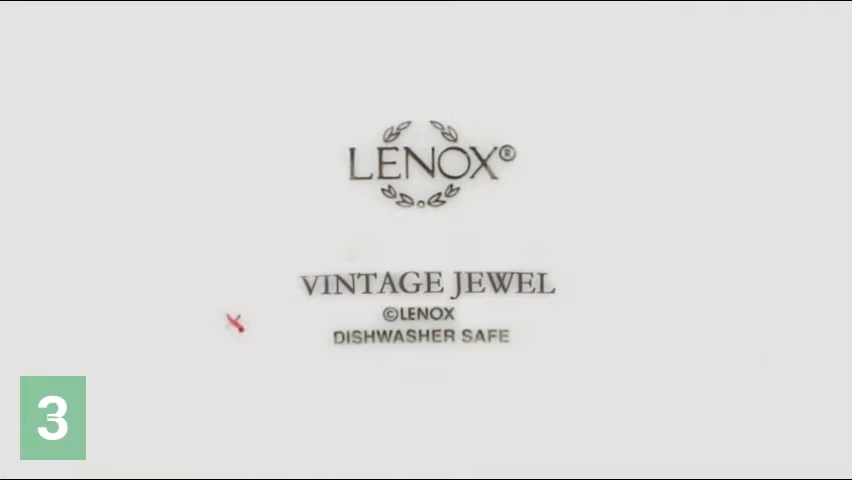 LENOX®
VINTAGE JEWEL
©LENOX
DISHWASHER SAFE
3